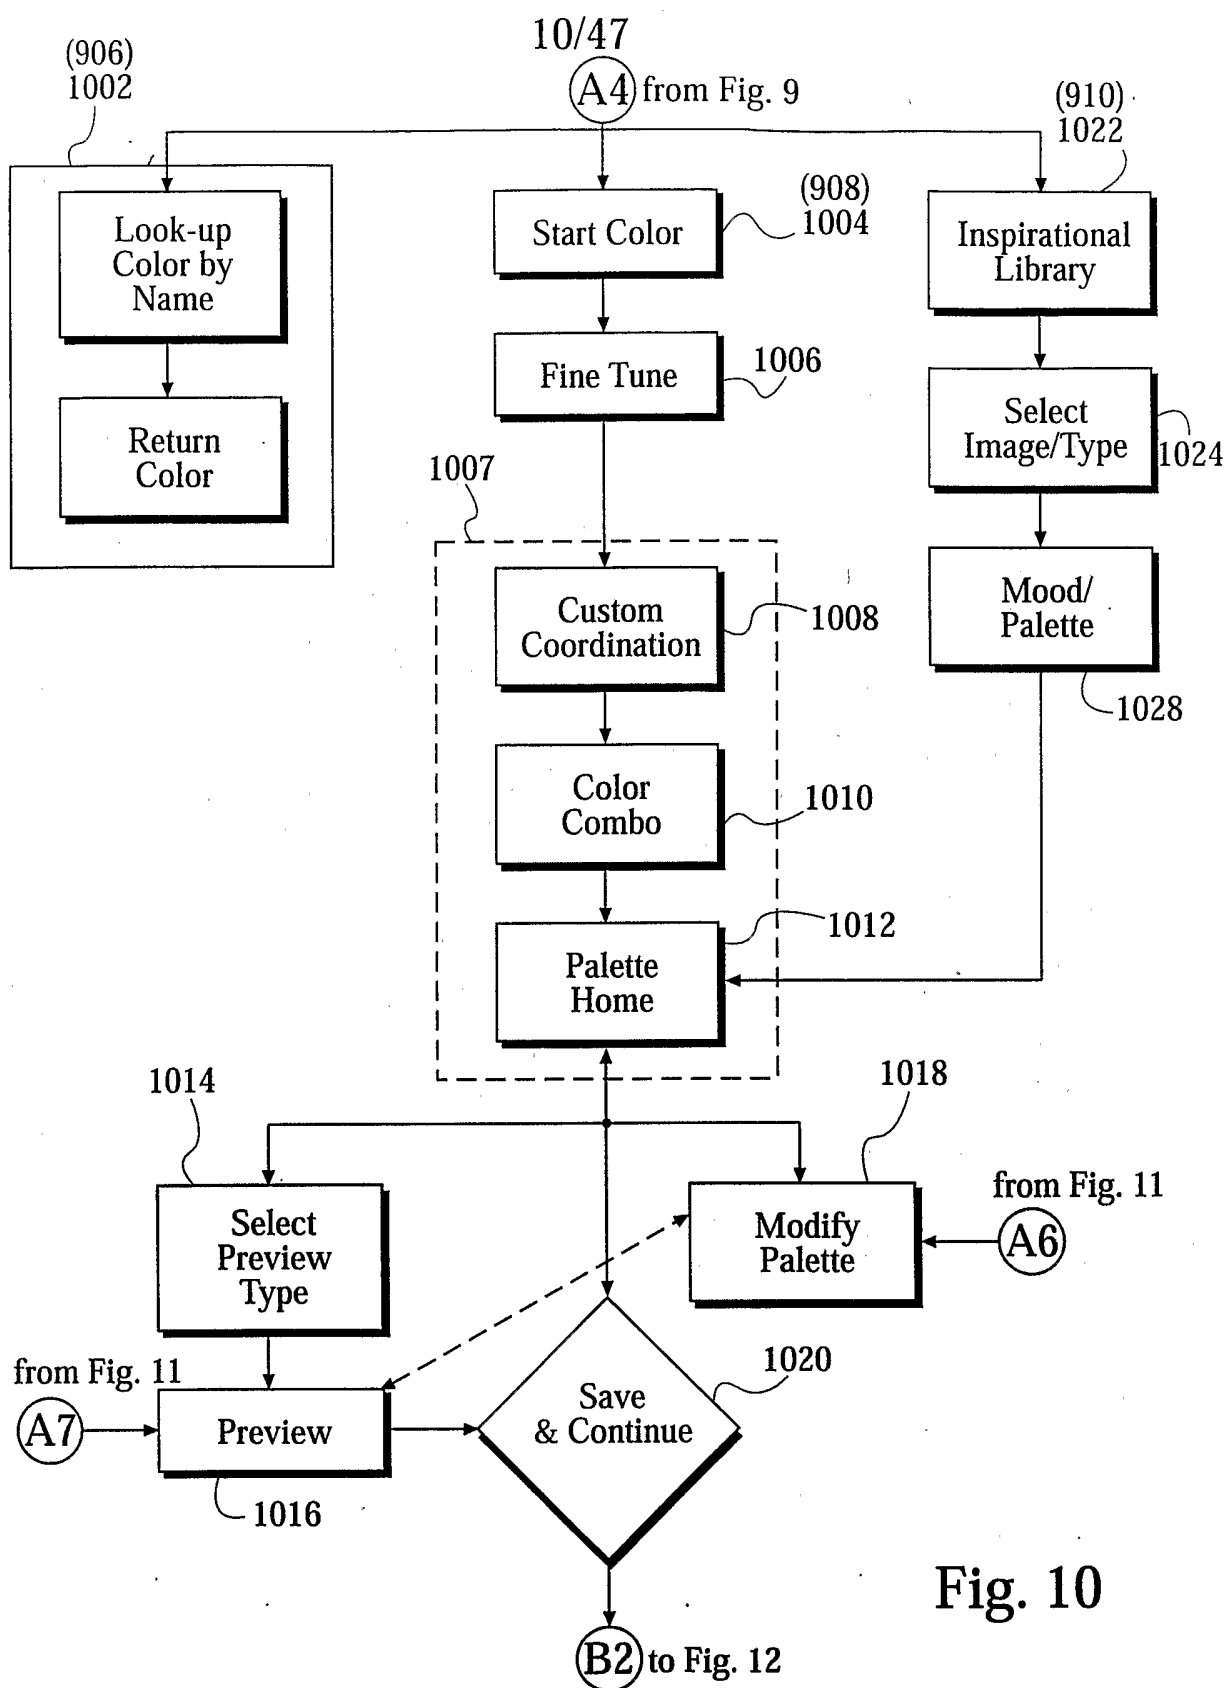 10/47
A4 from Fig. 9
(906)
1002
Look-up
Color by
Name
Return
Color
(908)
1004
Start Color
Fine Tune
1006
(910)
1022
Inspirational
Library
Select
Image/Type
1024
Mood/
Palette
1028
1007
Custom
Coordination
1008
Color
Combo
1010
Palette
Home
1012
1014
Select
Preview
Type
1018
Modify
Palette
from Fig. 11
A6
from Fig. 11
A7
Preview
1016
Save
& Continue
1020
B2 to Fig. 12
Fig. 10